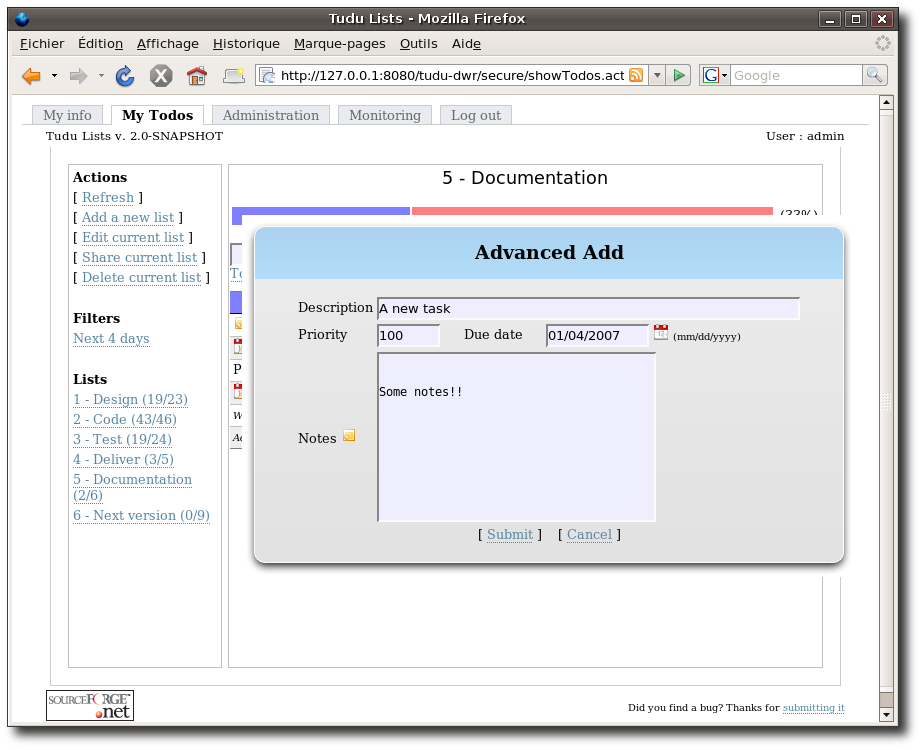 Tudu Lists - Mozilla Firefox
Fichier Édition Affichage Historique Marque-pages Outils Aide
http://127.0.0.1:8080/tudu-dwr/secure/showTodos.act
G
Google
My info My Todos Administration Monitoring Log out
Tudu Lists v. 2.0-SNAPSHOT User : admin
Actions
[ Refresh ]
[ Add a new list ]
[ Edit current list ]
[ Share current list ]
[ Delete current list ]
Filters
Next 4 days
Lists
1 - Design (19/23)
2 - Code (43/46)
3 - Test (19/24)
4 - Deliver (3/5)
5 - Documentation
(2/6)
6 - Next version (0/9)
5 - Documentation
(33%)
Advanced Add
Description A new task
Priority 100 Due date 01/04/2007 (mm/dd/yyyy)
Some notes!!
Notes
[ Submit ] [ Cancel ]
SOURCEFORGE
.net
Did you find a bug? Thanks for submitting it